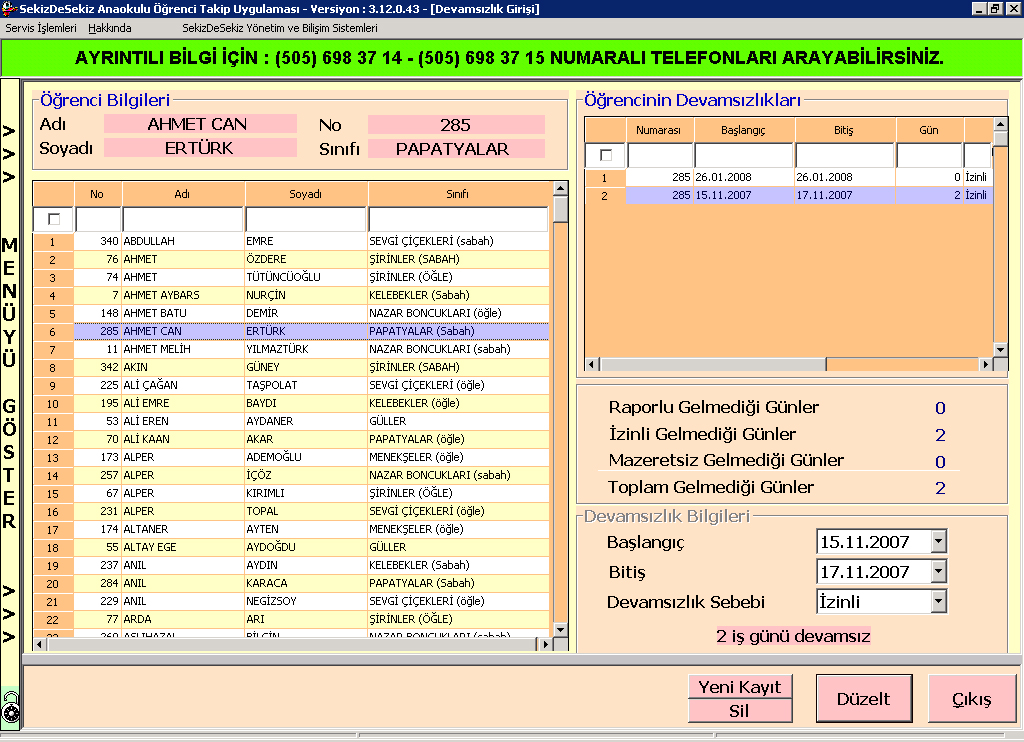 SekizDeSekiz Anaokulu Öğrenci Takip Uygulaması - Versiyon : 3.12.0.43 - [Devamsızlık Girişi]
Servis İşlemleri Hakkında SekizDeSekiz Yönetim ve Bilişim Sistemleri
AYRINTILI BİLGİ İÇİN : (505) 698 37 14 - (505) 698 37 15 NUMARALI TELEFONLARI ARAYABİLİRSİNİZ.
>
>
>
MENÜYÜ
GÖSTER
>
>
>
Öğrenci Bilgileri
Adı AHMET CAN No 285
Soyadı ERTÜRK Sınıfı PAPATYALAR
No Adı Soyadı Sınıfı
1 340 ABDULLAH EMRE SEVGİ ÇİÇEKLERİ (sabah)
2 76 AHMET ÖZDERE ŞİRİNLER (SABAH)
3 74 AHMET TÜTÜNCÜOĞLU ŞİRİNLER (ÖĞLE)
4 7 AHMET AYBARS NURÇİN KELEBEKLER (Sabah)
5 148 AHMET BATU DEMİR NAZAR BONCUKLARI (öğle)
6 285 AHMET CAN ERTÜRK PAPATYALAR (Sabah)
7 11 AHMET MELİH YILMAZTÜRK NAZAR BONCUKLARI (sabah)
8 342 AKIN GÜNEY ŞİRİNLER (SABAH)
9 225 ALİ ÇAĞAN TAŞPOLAT SEVGİ ÇİÇEKLERİ (öğle)
10 195 ALİ EMRE BAYDI KELEBEKLER (öğle)
11 53 ALİ EREN AYDANER GÜLLER
12 70 ALİ KAAN AKAR PAPATYALAR (öğle)
13 173 ALPER ADEMOĞLU MENEKŞELER (öğle)
14 257 ALPER İÇÖZ NAZAR BONCUKLARI (sabah)
15 67 ALPER KIRIMLI ŞİRİNLER (ÖĞLE)
16 231 ALPER TOPAL SEVGİ ÇİÇEKLERİ (öğle)
17 174 ALTANER AYTEN MENEKŞELER (öğle)
18 55 ALTAY EGE AYDOĞDU GÜLLER
19 237 ANIL AYDIN KELEBEKLER (Sabah)
20 284 ANIL KARACA PAPATYALAR (Sabah)
21 229 ANIL NEGİZSOY SEVGİ ÇİÇEKLERİ (öğle)
22 77 ARDA ARI ŞİRİNLER (ÖĞLE)
NAZAR BONCUKLARI (sabah)
Öğrencinin Devamsızlıkları
Numarası Başlangıç Bitiş Gün
1 285 26.01.2008 26.01.2008 0 İzinli
2 285 15.11.2007 17.11.2007 2 İzinli
Raporlu Gelmediği Günler 0
İzinli Gelmediği Günler 2
Mazeretsiz Gelmediği Günler 0
Toplam Gelmediği Günler 2
Devamsızlık Bilgileri
Başlangıç 15.11.2007
Bitiş 17.11.2007
Devamsızlık Sebebi İzinli
2 iş günü devamsız
Yeni Kayıt
Sil
Düzelt
Çıkış